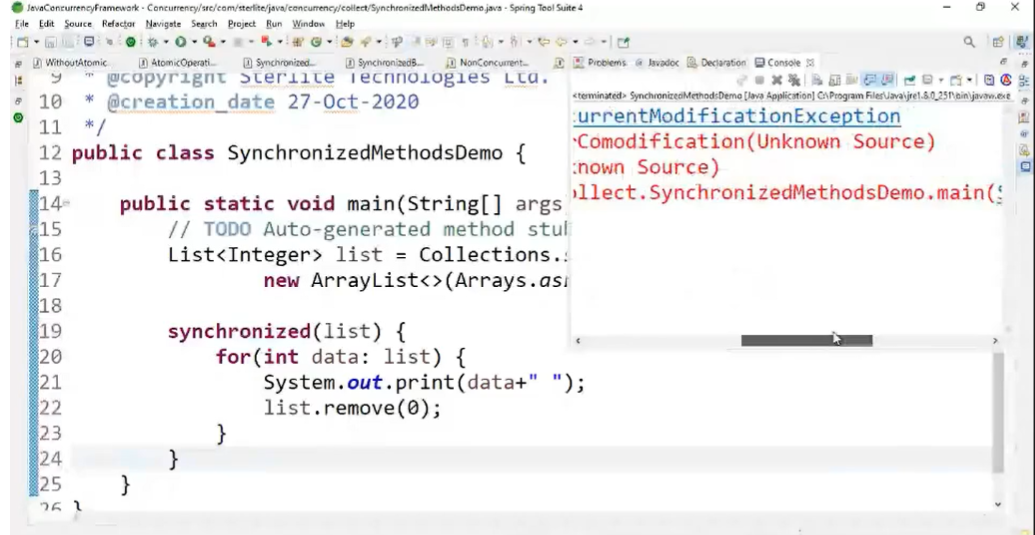 JavaConcurrencyFramework - Concurrency/src/com/sterlite/java/concurrency/collect/SynchronizedMethodsDemo.java - Spring Tool Suite 4
File Edit Source Refactor Navigate Search Project Run Window Help
WithoutAtomic... AtomicOperati... Synchronized... SynchronizedB... NonConcurrent...
9 * @copyright Sterlite Technologies Ltd.
10 * @creation_date 27-Oct-2020
11 */
12 public class SynchronizedMethodsDemo {
13
14 public static void main(String[] args
15 // TODO Auto-generated method stub
16 List<Integer> list = Collections.s
17 new ArrayList<>(Arrays.asL
18
19 synchronized(list) {
20 for(int data: list) {
21 System.out.print(data+" ");
22 list.remove(0);
23 }
24 }
25 }
26 }
Problems Javadoc Declaration Console
<terminated> SynchronizedMethodsDemo [Java Application] C:\Program Files\Java\jre1.8.0_251\bin\javaw.exe
currentModificationException
rComodification(Unknown Source)
known Source)
ollect.SynchronizedMethodsDemo.main(S